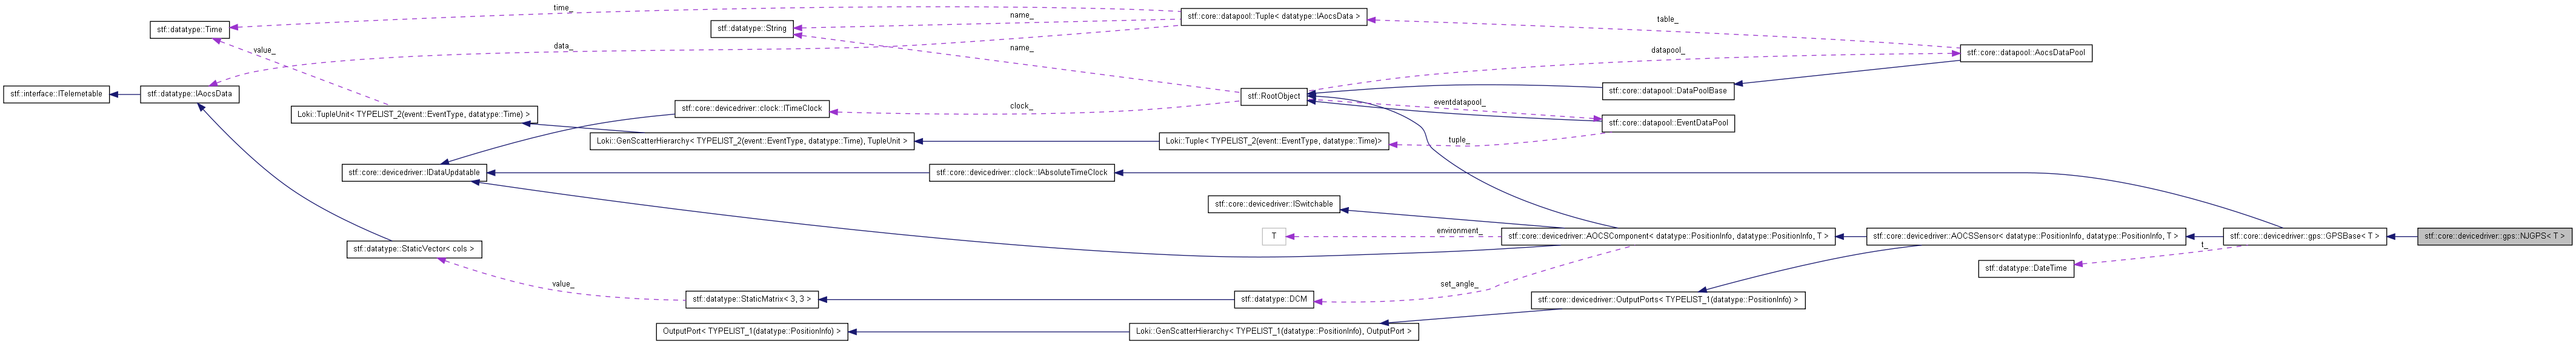 time_
name_
stf::core::datapool::Tuple< datatype::IAocsData >
table_
stf::datatype::Time
stf::datatype::String
value_
data_
name_
datapool_
stf::core::datapool::AocsDataPool
stf::interface::ITelemetable
stf::datatype::IAocsData
stf::RootObject
stf::core::datapool::DataPoolBase
Loki::TupleUnit< TYPELIST_2(event::EventType, datatype::Time) >
stf::core::devicedriver::clock::ITimeClock
clock_
eventdatapool_
stf::core::datapool::EventDataPool
Loki::GenScatterHierarchy< TYPELIST_2(event::EventType, datatype::Time), TupleUnit >
Loki::Tuple< TYPELIST_2(event::EventType, datatype::Time)>
tuple_
stf::core::devicedriver::IDataUpdatable
stf::core::devicedriver::clock::IAbsoluteTimeClock
stf::core::devicedriver::ISwitchable
T
environment_
stf::core::devicedriver::AOCSComponent< datatype::PositionInfo, datatype::PositionInfo, T >
stf::core::devicedriver::AOCSSensor< datatype::PositionInfo, datatype::PositionInfo, T >
stf::core::devicedriver::gps::GPSBase< T >
stf::core::devicedriver::gps::NJGPS< T >
t_
stf::datatype::StaticVector< cols >
stf::datatype::DateTime
value_
set_angle_
stf::datatype::StaticMatrix< 3, 3 >
stf::datatype::DCM
stf::core::devicedriver::OutputPorts< TYPELIST_1(datatype::PositionInfo) >
OutputPort< TYPELIST_1(datatype::PositionInfo) >
Loki::GenScatterHierarchy< TYPELIST_1(datatype::PositionInfo), OutputPort >